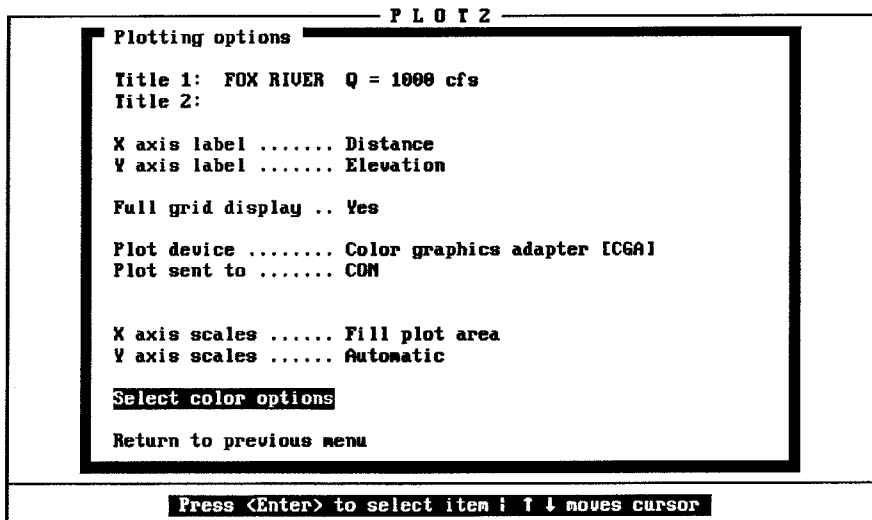 P L O T 2
Plotting options
Title 1: FOX RIVER Q = 1000 cfs
Title 2:
X axis label ....... Distance
Y axis label ....... Elevation
Full grid display .. Yes
Plot device ........ Color graphics adapter [CGA]
Plot sent to ....... CON
X axis scales ...... Fill plot area
Y axis scales ...... Automatic
Select color options
Return to previous menu
Press <Enter> to select item ¦ ↑ ↓ moves cursor